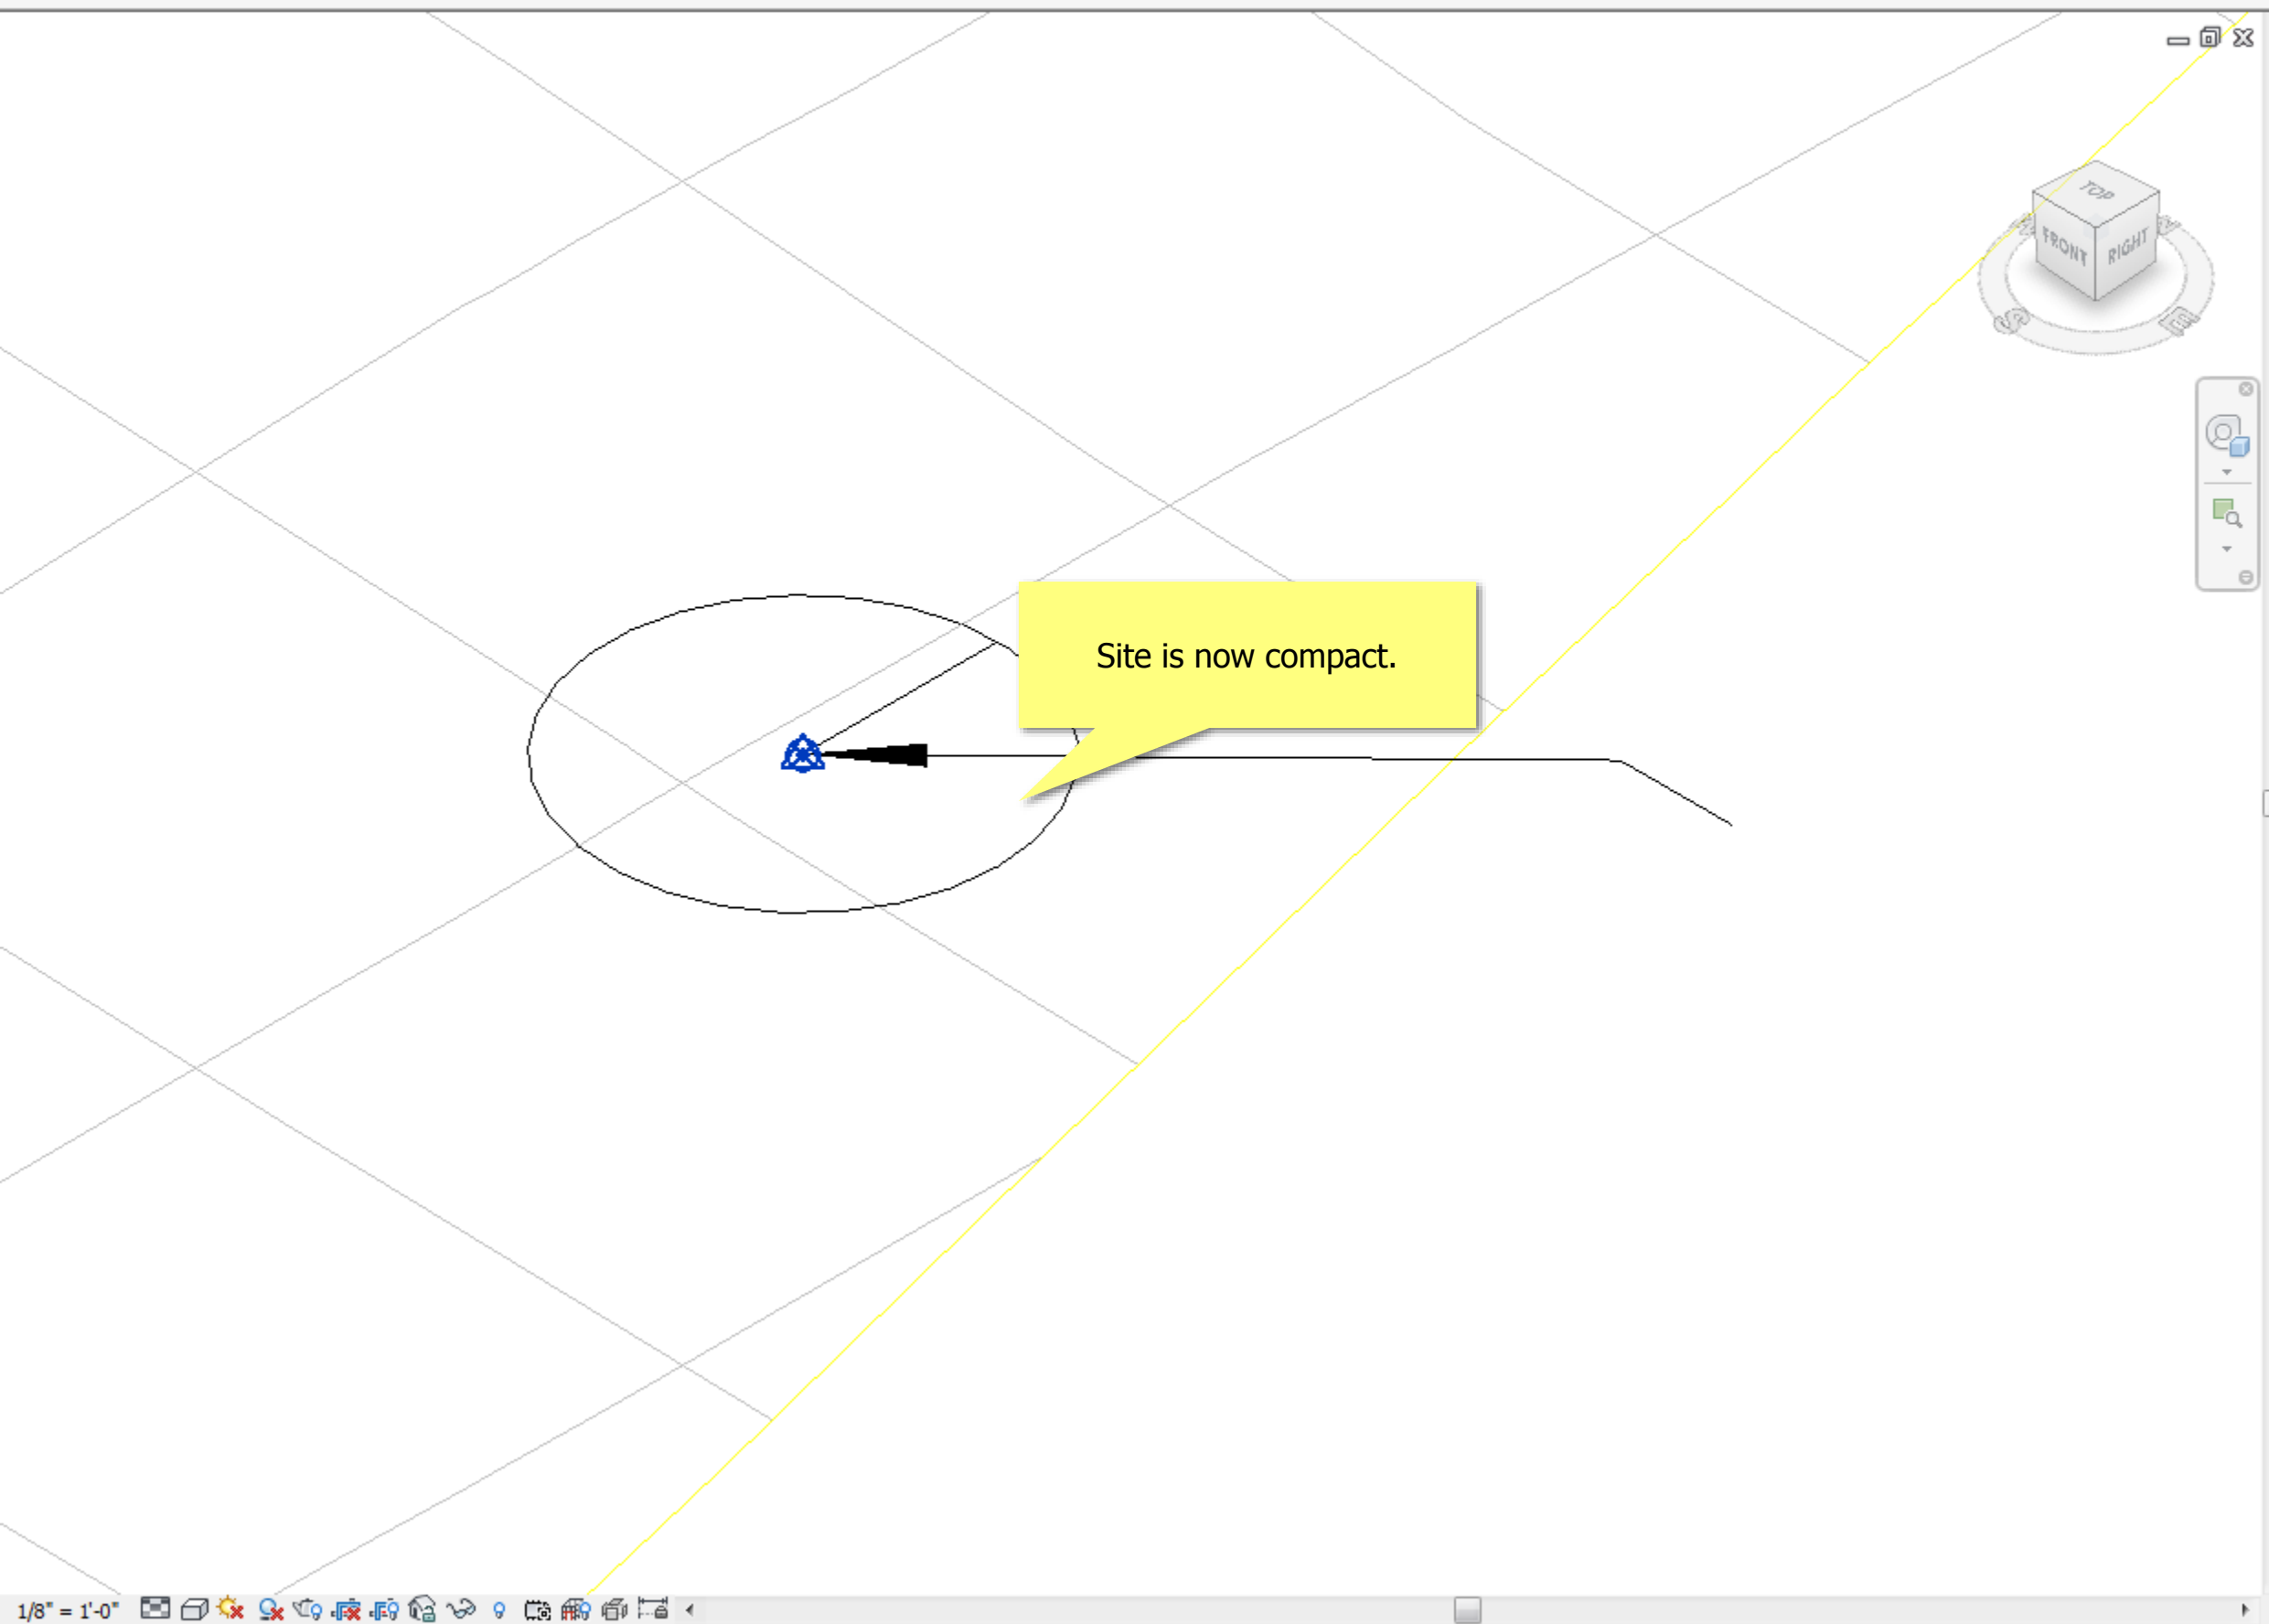 TOP
FRONT
RIGHT
S
E
Site is now compact.
1/8" = 1'-0"